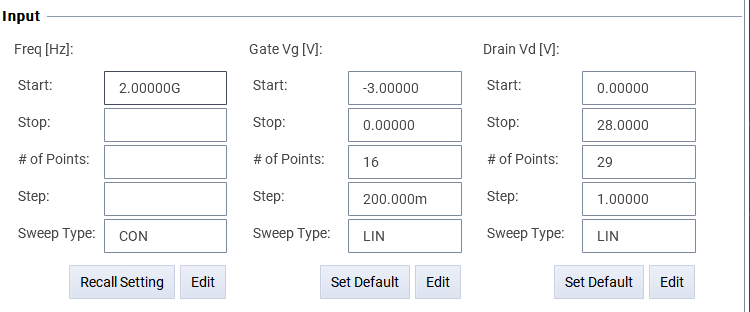 Input
Freq [Hz]: Gate Vg [V]: Drain Vd [V]:
Start: 2.00000G Start: -3.00000 Start: 0.00000
Stop: Stop: 0.00000 Stop: 28.0000
# of Points: # of Points: 16 # of Points: 29
Step: Step: 200.000m Step: 1.00000
Sweep Type: CON Sweep Type: LIN Sweep Type: LIN
Recall Setting Edit Set Default Edit Set Default Edit